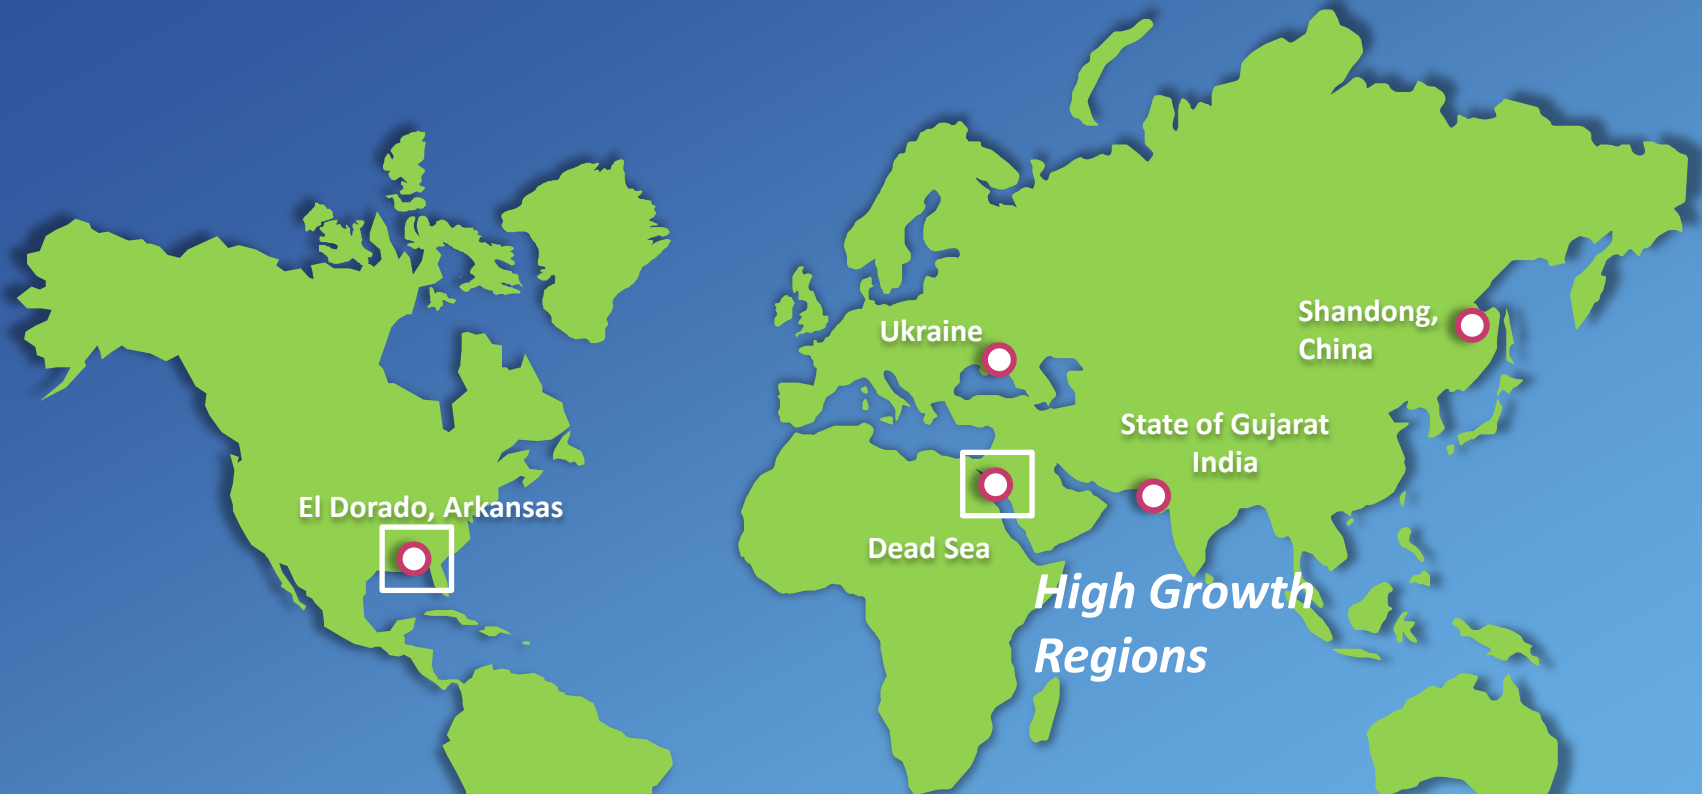 Shandong,
China
Ukraine
State of Gujarat
India
El Dorado, Arkansas
Dead Sea
High Growth
Regions